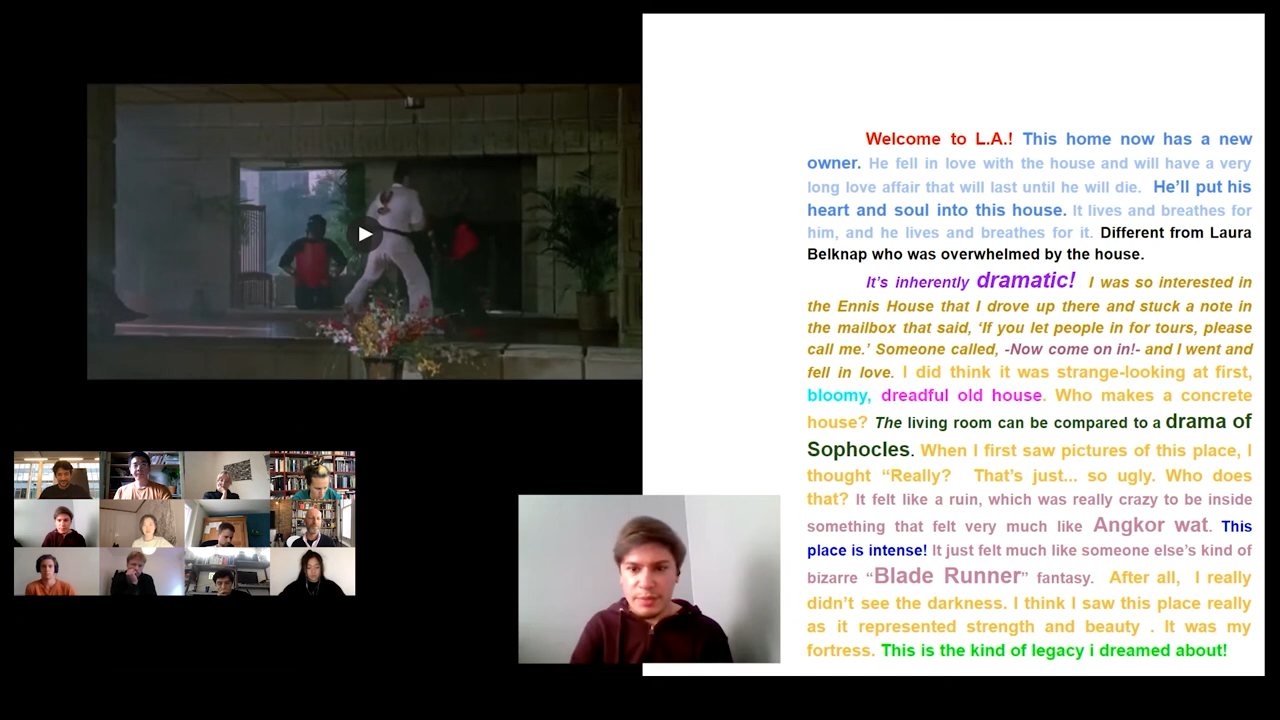 Welcome to L.A.! This home now has a new
owner. He fell in love with the house and will have a very
long love affair that will last until he will die. He’ll put his
heart and soul into this house. It lives and breathes for
him, and he lives and breathes for it. Different from Laura
Belknap who was overwhelmed by the house.
It’s inherently dramatic! I was so interested in
the Ennis House that I drove up there and stuck a note in
the mailbox that said, ‘If you let people in for tours, please
call me.’ Someone called, -Now come on in!- and I went and
fell in love. I did think it was strange-looking at first,
bloomy, dreadful old house. Who makes a concrete
house? The living room can be compared to a drama of
Sophocles. When I first saw pictures of this place, I
thought “Really? That’s just... so ugly. Who does
that? It felt like a ruin, which was really crazy to be inside
something that felt very much like Angkor wat. This
place is intense! It just felt much like someone else’s kind of
bizarre “Blade Runner” fantasy. After all, I really
didn’t see the darkness. I think I saw this place really
as it represented strength and beauty . It was my
fortress. This is the kind of legacy i dreamed about!